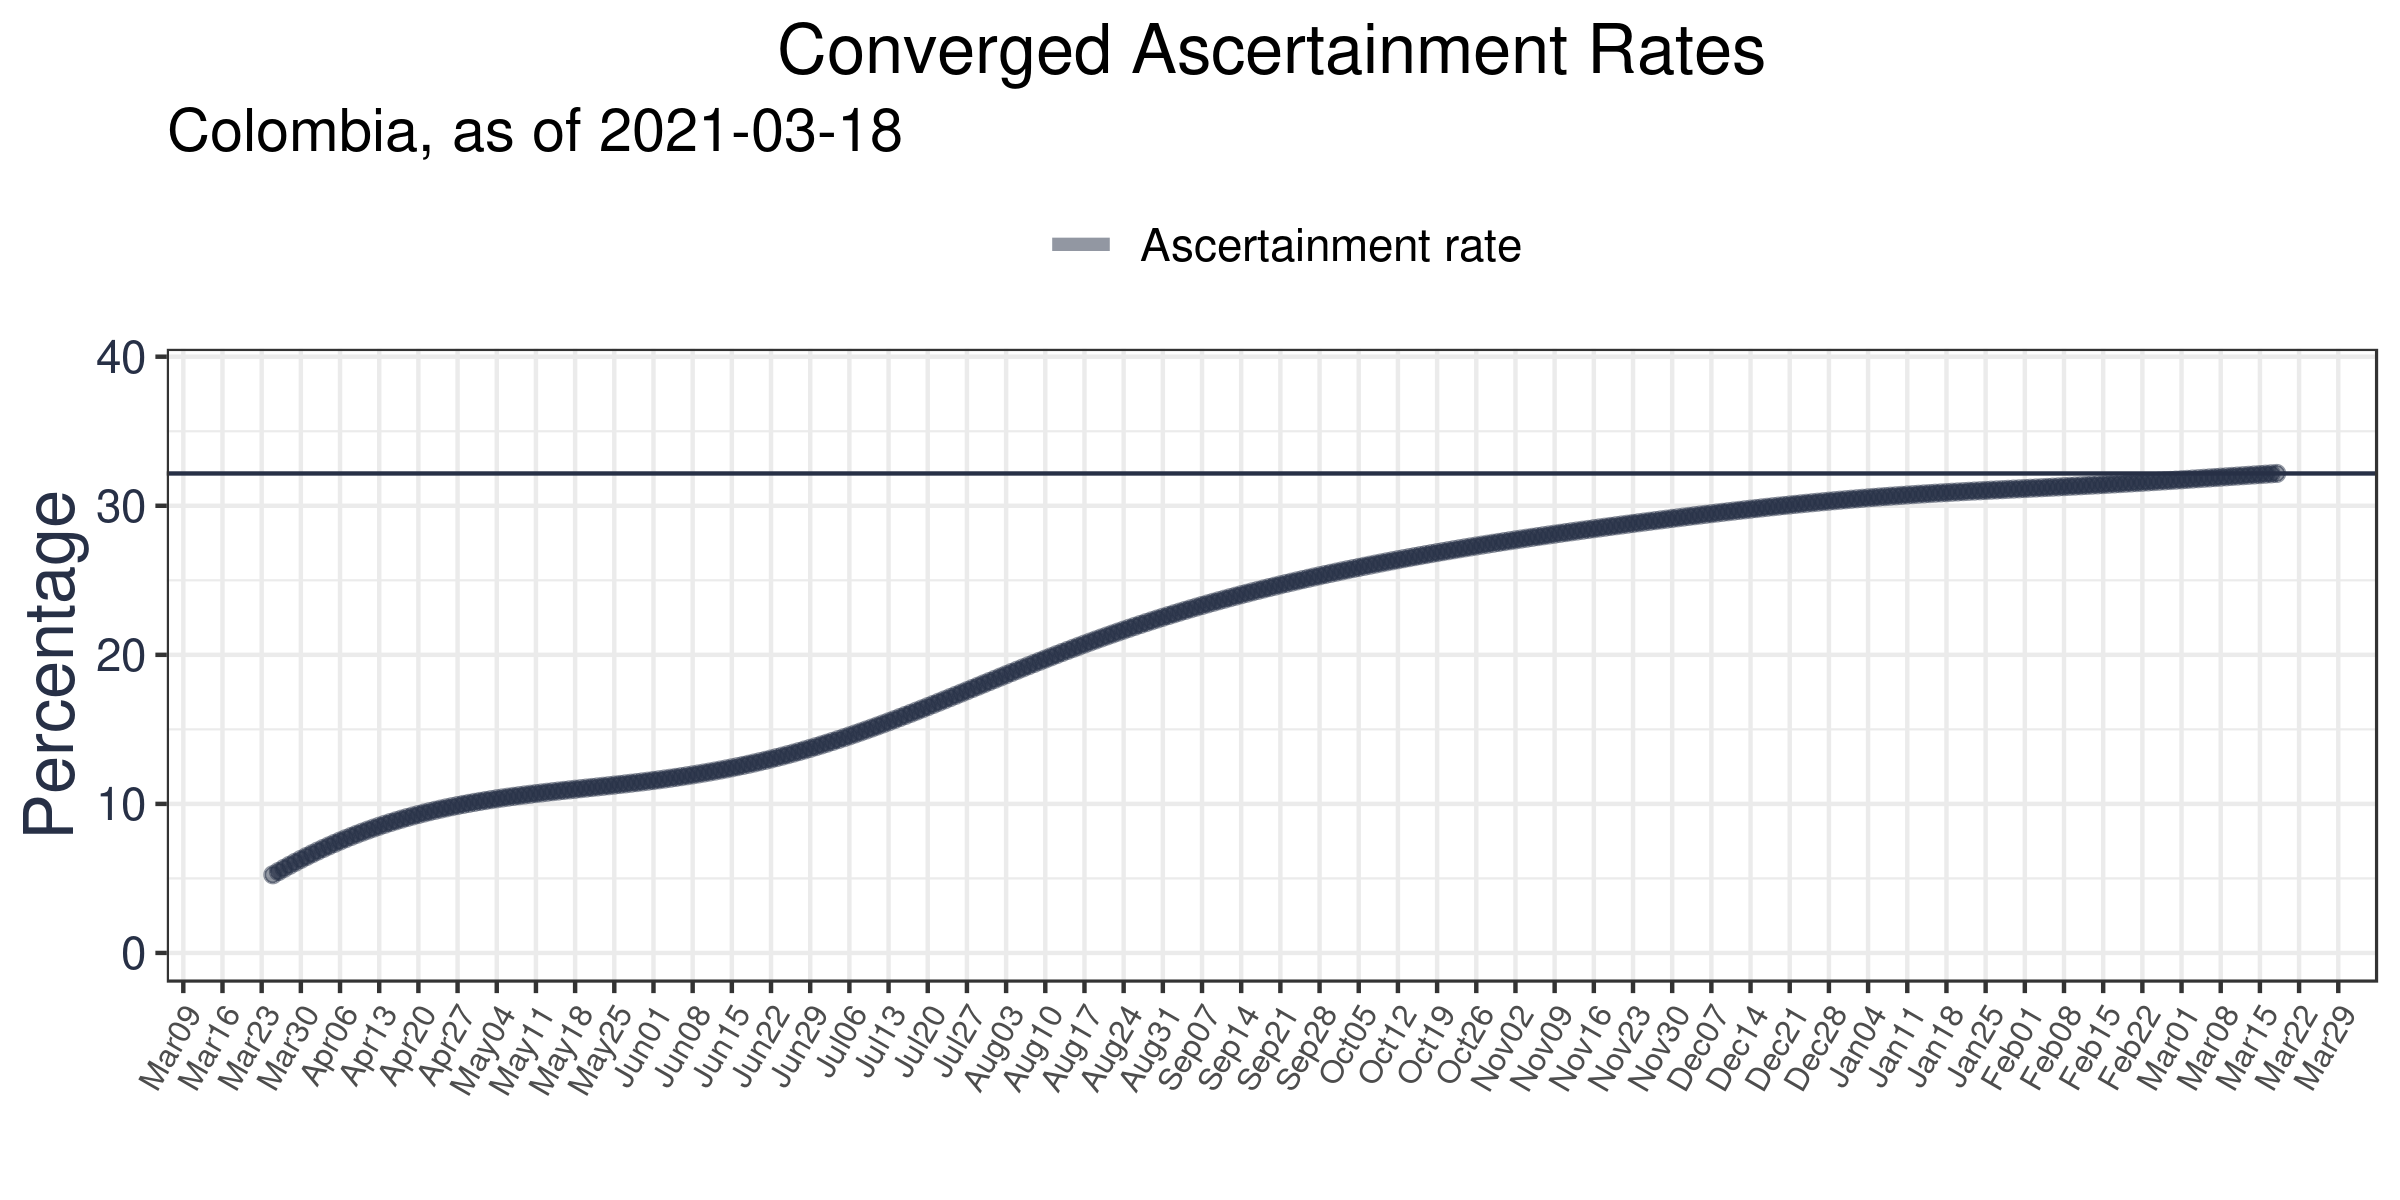 Converged Ascertainment Rates
Colombia, as of 2021-03-18
Ascertainment rate
Percentage
40
30
20
10
0
Mar09 Mar16 Mar23 Mar30 Apr06 Apr13 Apr20 Apr27 May04 May11 May18 May25 Jun01 Jun08 Jun15 Jun22 Jun29 Jul06 Jul13 Jul20 Jul27 Aug03 Aug10 Aug17 Aug24 Aug31 Sep07 Sep14 Sep21 Sep28 Oct05 Oct12 Oct19 Oct26 Nov02 Nov09 Nov16 Nov23 Nov30 Dec07 Dec14 Dec21 Dec28 Jan04 Jan11 Jan18 Jan25 Feb01 Feb08 Feb15 Feb22 Mar01 Mar08 Mar15 Mar22 Mar29